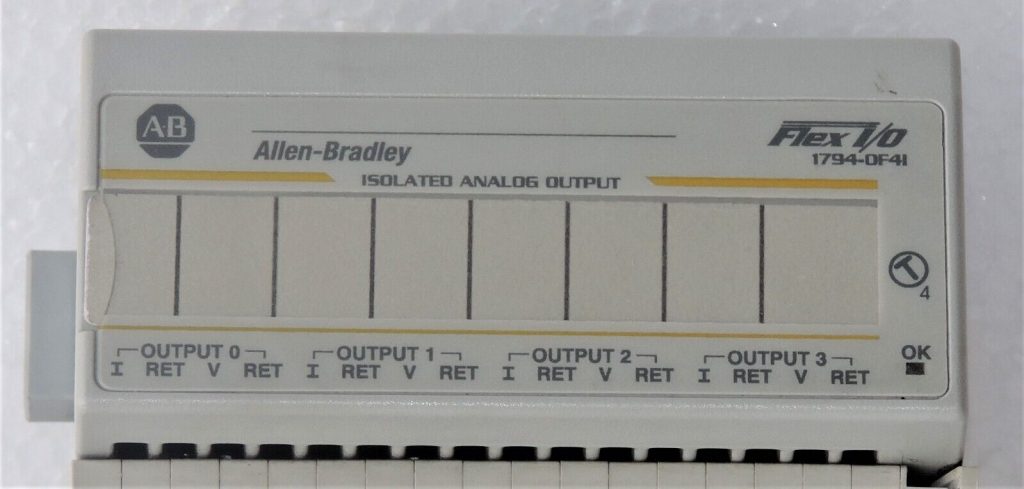 AB
Allen-Bradley
Flex I/O
1794-OF4I
ISOLATED ANALOG OUTPUT
4
OUTPUT 0 OUTPUT 1 OUTPUT 2 OUTPUT 3
I RET V RET I RET V RET I RET V RET I RET V RET
OK